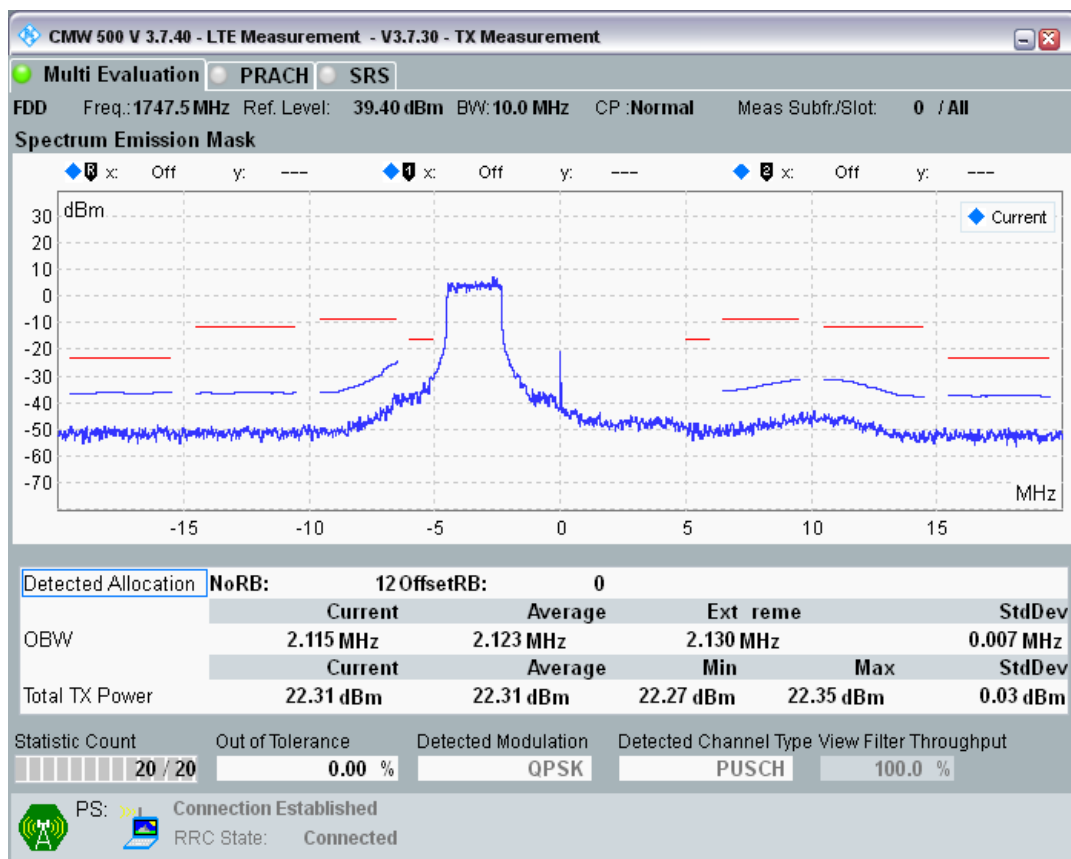 CMW 500 V 3.7.40 - LTE Measurement - V3.7.30 - TX Measurement
Multi Evaluation PRACH SRS
FDD Freq.: 1747.5 MHz Ref. Level: 39.40 dBm BW: 10.0 MHz CP : Normal Meas Subfr./Slot: 0 / All
Spectrum Emission Mask
R x: Off y: --- 1 x: Off y: --- 2 x: Off y: ---
dBm
Current
30
20
10
0
-10
-20
-30
-40
-50
-60
-70
MHz
-15 -10 -5 0 5 10 15
Detected Allocation NoRB: 12 OffsetRB: 0
Current Average Ext reme StdDev
OBW 2.115 MHz 2.123 MHz 2.130 MHz 0.007 MHz
Current Average Min Max StdDev
Total TX Power 22.31 dBm 22.31 dBm 22.27 dBm 22.35 dBm 0.03 dBm
Statistic Count Out of Tolerance Detected Modulation Detected Channel Type View Filter Throughput
20 / 20 0.00 % QPSK PUSCH 100.0 %
PS: Connection Established
RRC State: Connected